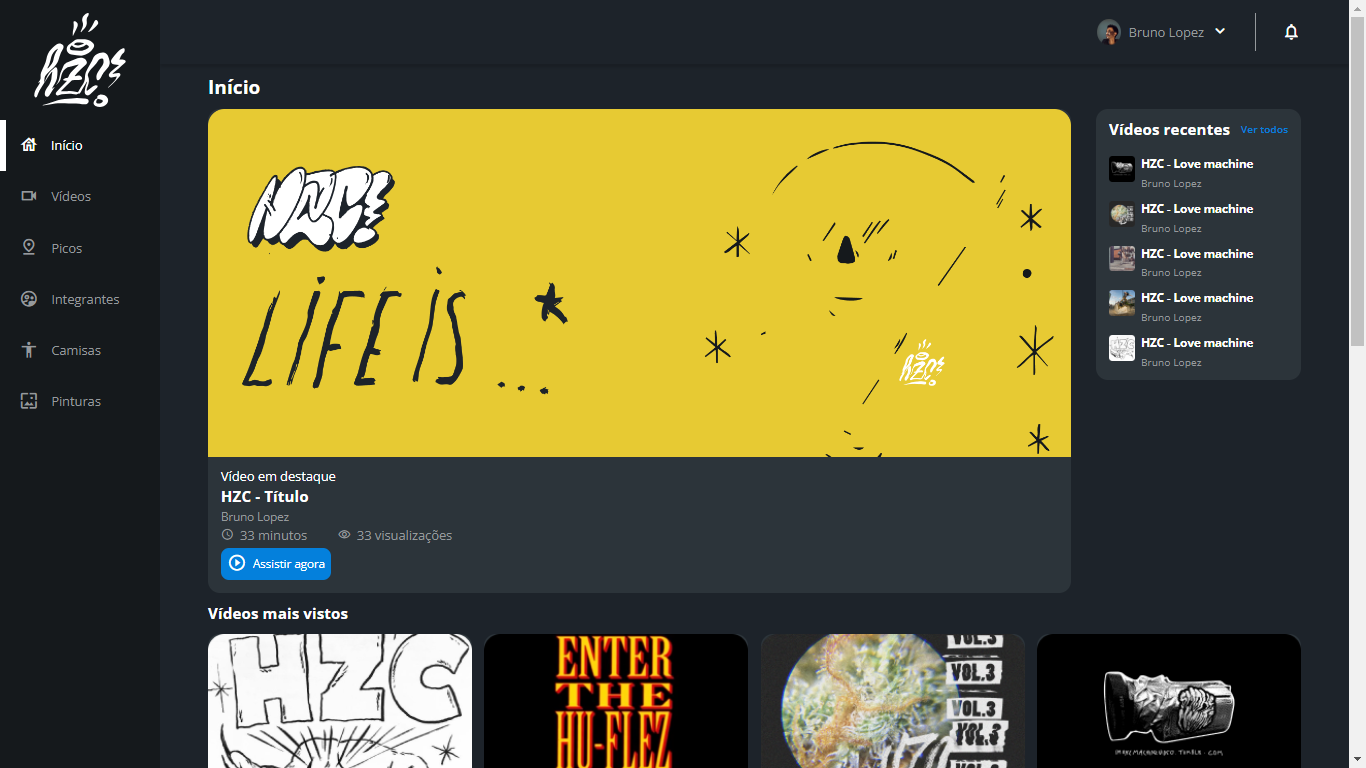 HZC!
Bruno Lopez
Início
Início
Vídeos
Picos
Integrantes
Camisas
Pinturas
HZC!
LIFE IS ...
HZC!
Vídeo em destaque
HZC - Título
Bruno Lopez
33 minutos
33 visualizações
Assistir agora
Vídeos recentes
Ver todos
HZC - Love machine
Bruno Lopez
HZC - Love machine
Bruno Lopez
HZC - Love machine
Bruno Lopez
HZC - Love machine
Bruno Lopez
HZC - Love machine
Bruno Lopez
Vídeos mais vistos
HZC
ENTER
THE
HU-FLEZ
VOL.3
VOL.3
VOL.3
VOL.3